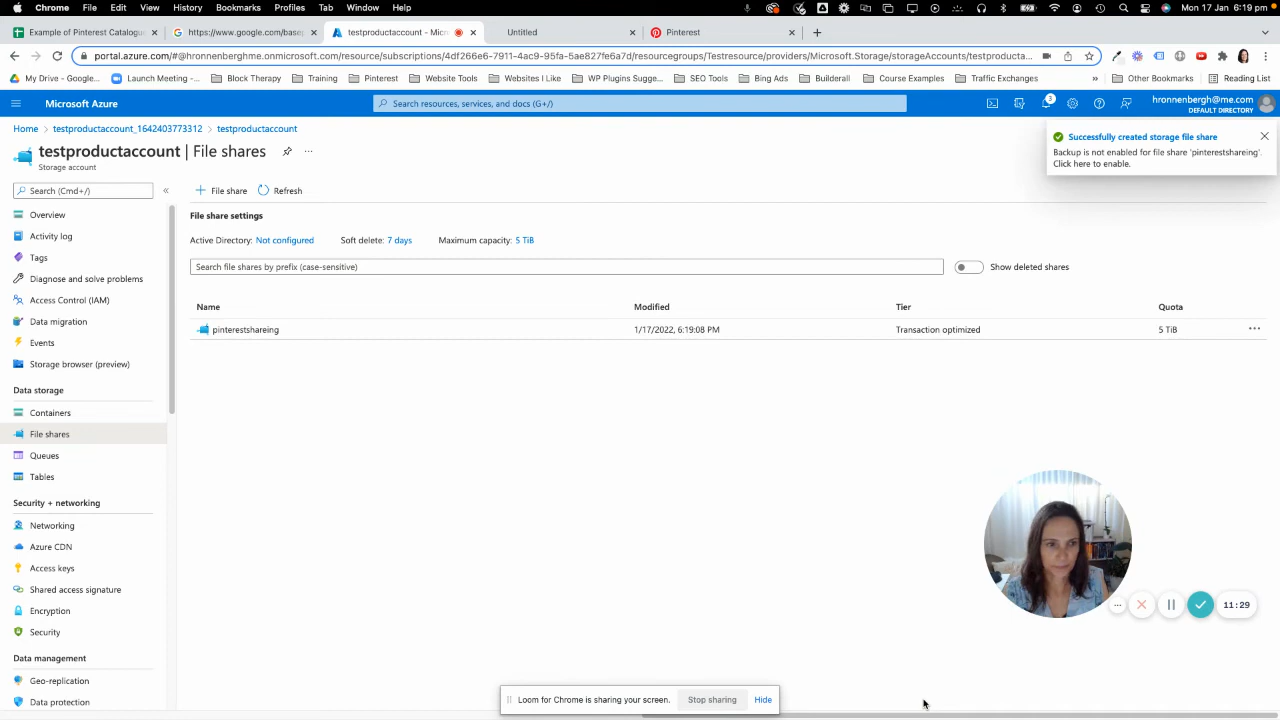 Chrome File Edit View History Bookmarks Profiles Tab Window Help Mon 17 Jan 6:19 pm
Example of Pinterest Catalogue https://www.google.com/basep testproductaccount - Micros Untitled Pinterest
portal.azure.com/#@hronnenberghme.onmicrosoft.com/resource/subscriptions/4df266e6-7911-4ac9-95fa-5ae827fe6a7d/resourcegroups/Testresource/providers/Microsoft.Storage/storageAccounts/testproducta...
My Drive - Google... Launch Meeting -... Block Therapy Training Pinterest Website Tools Websites I Like WP Plugins Sugge... SEO Tools Bing Ads Builderall Course Examples Traffic Exchanges » Other Bookmarks Reading List
Microsoft Azure
Search resources, services, and docs (G+/)
3
hronnenbergh@me.com
DEFAULT DIRECTORY
Home > testproductaccount_1642403773312 > testproductaccount
testproductaccount | File shares ...
Storage account
Successfully created storage file share
Backup is not enabled for file share 'pinterestshareing'.
Click here to enable.
Search (Cmd+/) «
+ File share Refresh
File share settings
Active Directory: Not configured Soft delete: 7 days Maximum capacity: 5 TiB
Search file shares by prefix (case-sensitive) Show deleted shares
Name Modified Tier Quota
pinterestshareing 1/17/2022, 6:19:08 PM Transaction optimized 5 TiB ...
Overview
Activity log
Tags
Diagnose and solve problems
Access Control (IAM)
Data migration
Events
Storage browser (preview)
Data storage
Containers
File shares
Queues
Tables
Security + networking
Networking
Azure CDN
Access keys
Shared access signature
Encryption
Security
Data management
Geo-replication
Data protection
... 11:29
Loom for Chrome is sharing your screen. Stop sharing Hide